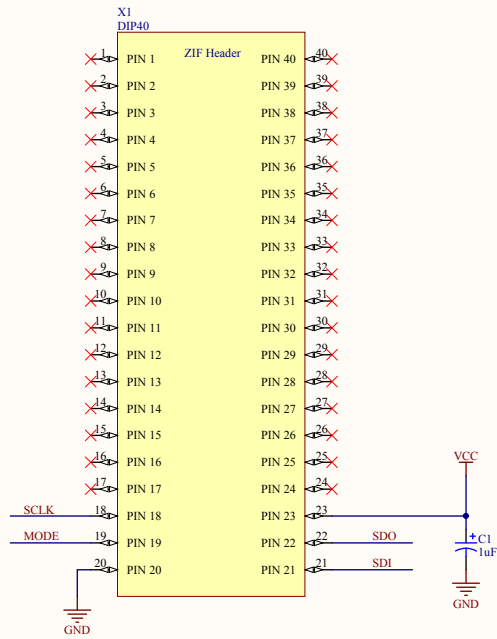 X1
DIP40
ZIF Header
1 PIN 1 PIN 40 40
2 PIN 2 PIN 39 39
3 PIN 3 PIN 38 38
4 PIN 4 PIN 37 37
5 PIN 5 PIN 36 36
6 PIN 6 PIN 35 35
7 PIN 7 PIN 34 34
8 PIN 8 PIN 33 33
9 PIN 9 PIN 32 32
10 PIN 10 PIN 31 31
11 PIN 11 PIN 30 30
12 PIN 12 PIN 29 29
13 PIN 13 PIN 28 28
14 PIN 14 PIN 27 27
15 PIN 15 PIN 26 26
16 PIN 16 PIN 25 25
17 PIN 17 PIN 24 24
SCLK 18 PIN 18 PIN 23 23
MODE 19 PIN 19 PIN 22 22 SDO
20 PIN 20 PIN 21 21 SDI
GND
VCC
+
C1
1uF
GND